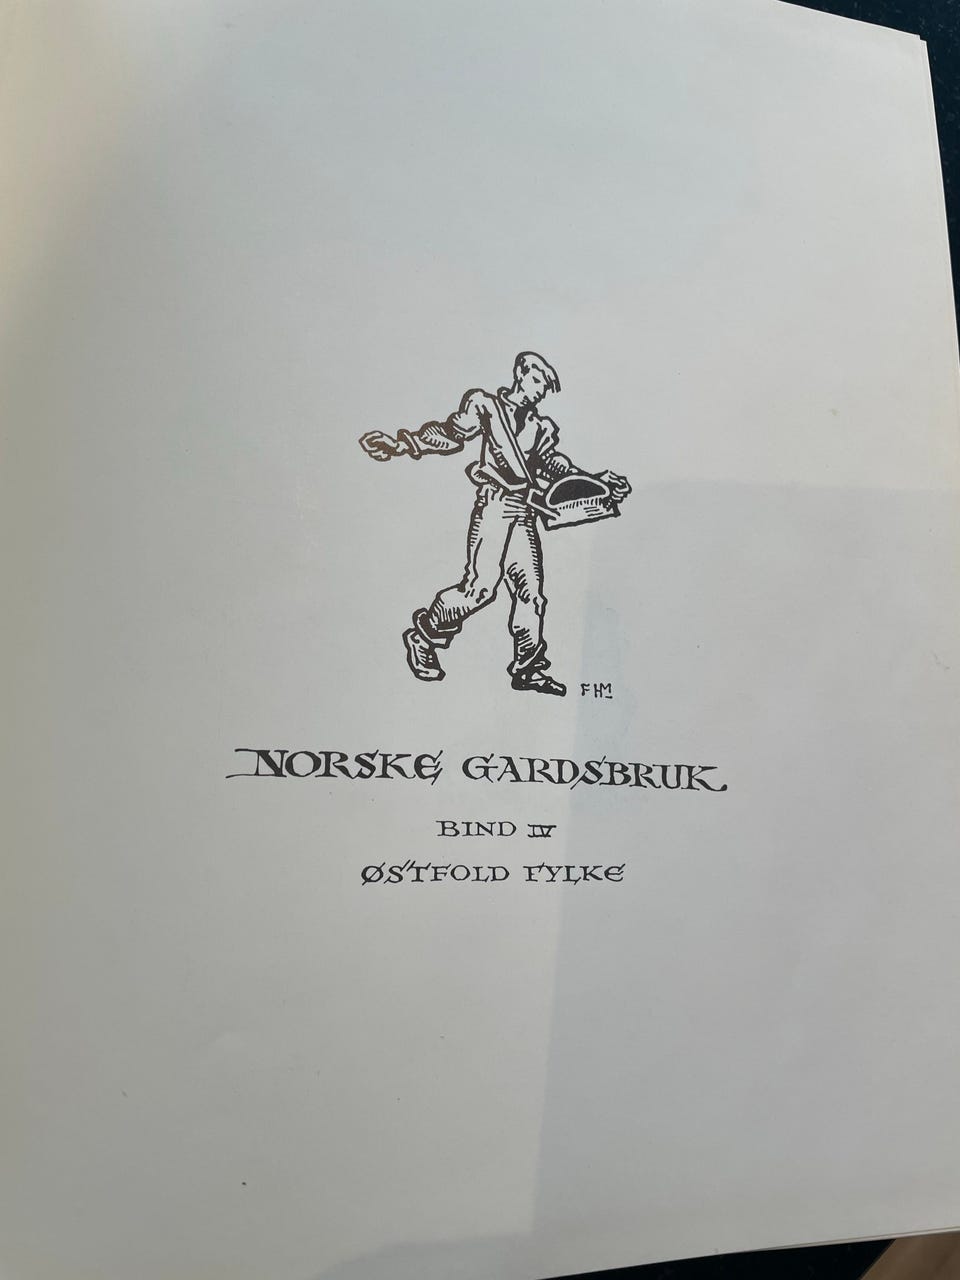 FHM
NORSKE GARDSBRUK
BIND IV
ØSTFOLD FYLKE